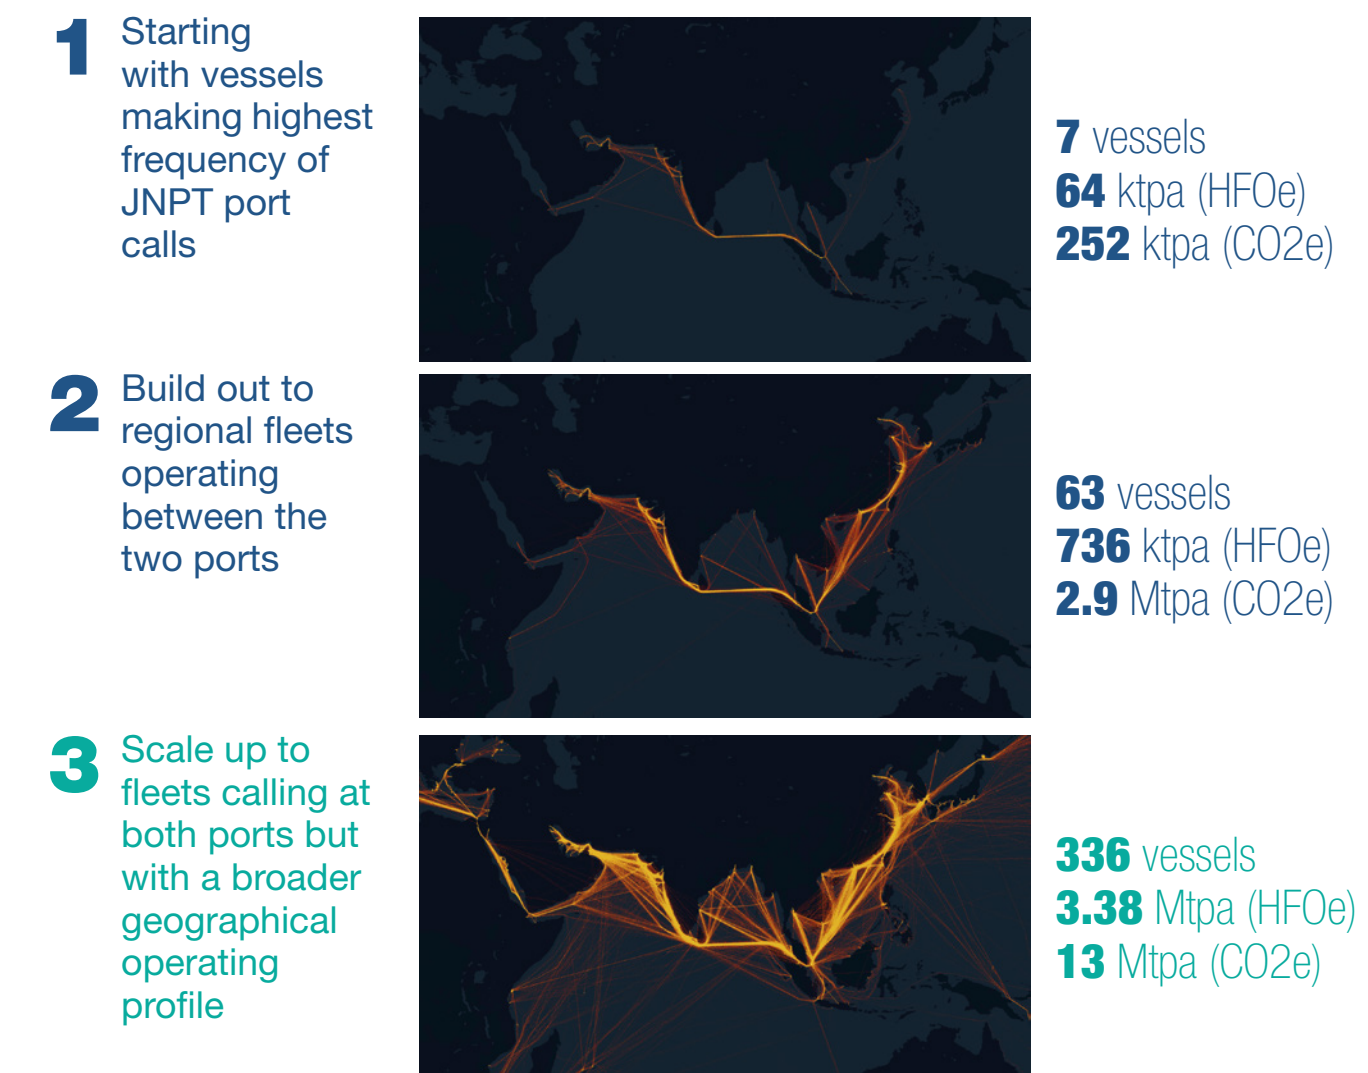 1
Starting
with vessels
making highest
frequency of
JNPT port
calls
7 vessels
64 ktpa (HFOe)
252 ktpa (CO2e)
2
Build out to
regional fleets
operating
between the
two ports
63 vessels
736 ktpa (HFOe)
2.9 Mtpa (CO2e)
3
Scale up to
fleets calling at
both ports but
with a broader
geographical
operating
profile
336 vessels
3.38 Mtpa (HFOe)
13 Mtpa (CO2e)